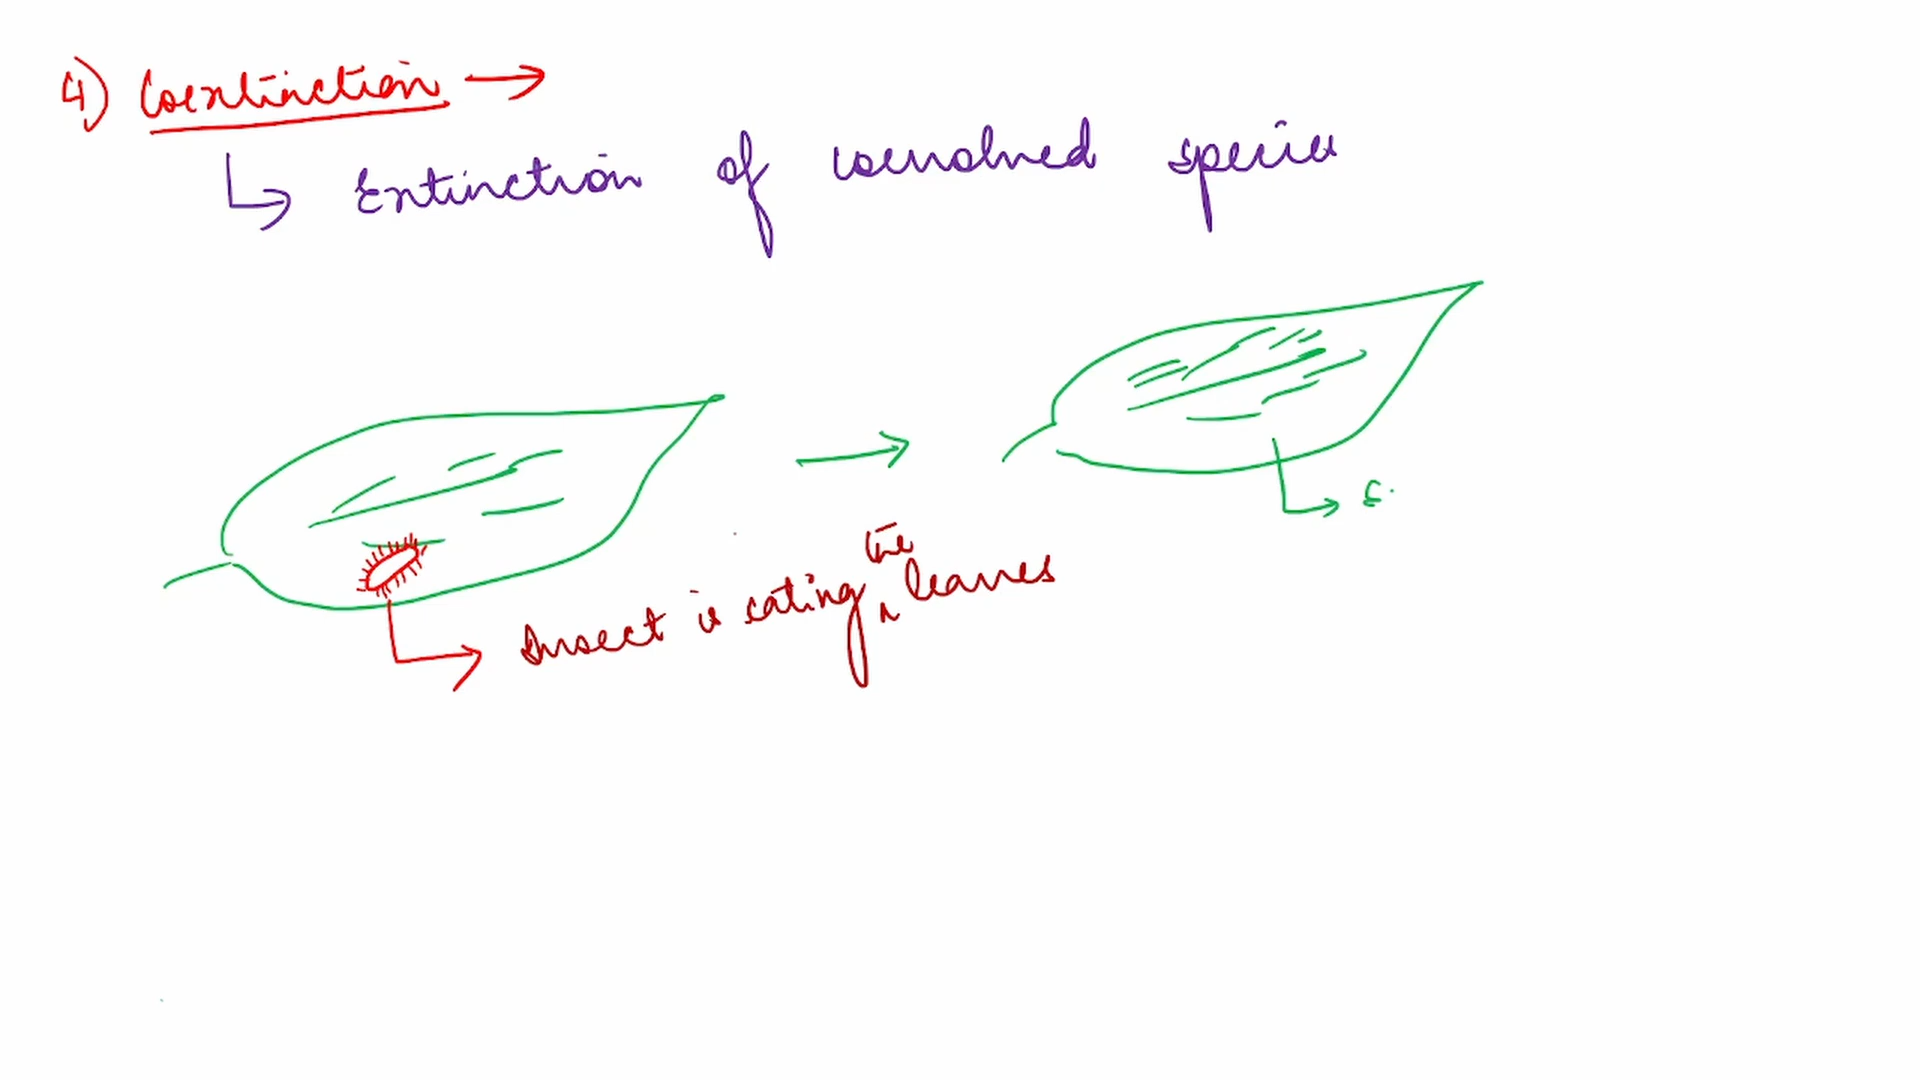 4) Coextinction →
↳ Extinction of coevolved species
→ Insect is eating the leaves